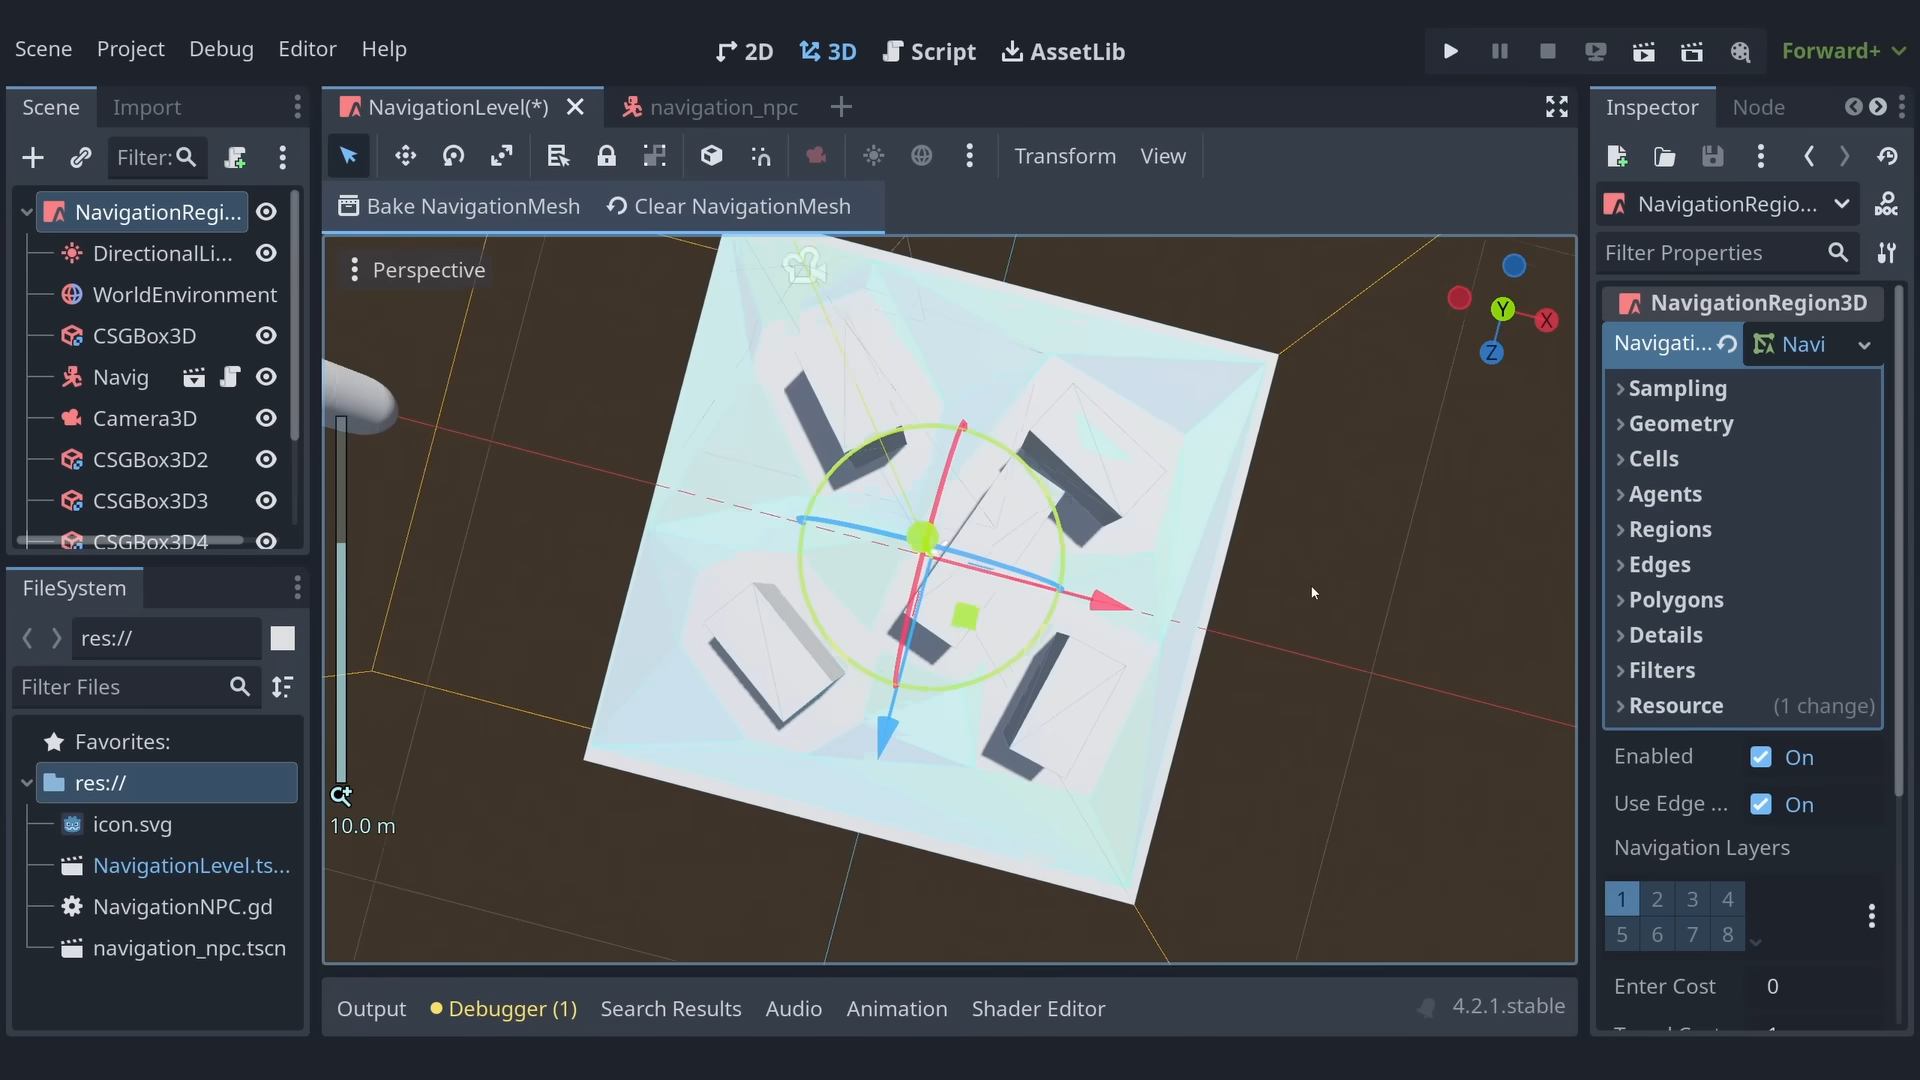 Scene Project Debug Editor Help
2D 3D Script AssetLib
Forward+
Scene Import
NavigationLevel(*) navigation_npc
Inspector Node
Filter:
Transform View
NavigationRegi...
Bake NavigationMesh Clear NavigationMesh
NavigationRegio...
DirectionalLi...
WorldEnvironment
CSGBox3D
Navig
Camera3D
CSGBox3D2
CSGBox3D3
CSGBox3D4
Perspective
Y
X
Z
10.0 m
Filter Properties
NavigationRegion3D
Navigati... Navi
Sampling
Geometry
Cells
Agents
Regions
Edges
Polygons
Details
Filters
Resource (1 change)
Enabled On
Use Edge ... On
Navigation Layers
1 2 3 4
5 6 7 8
Enter Cost 0
FileSystem
res://
Filter Files
Favorites:
res://
icon.svg
NavigationLevel.ts...
NavigationNPC.gd
navigation_npc.tscn
Output Debugger (1) Search Results Audio Animation Shader Editor
4.2.1.stable